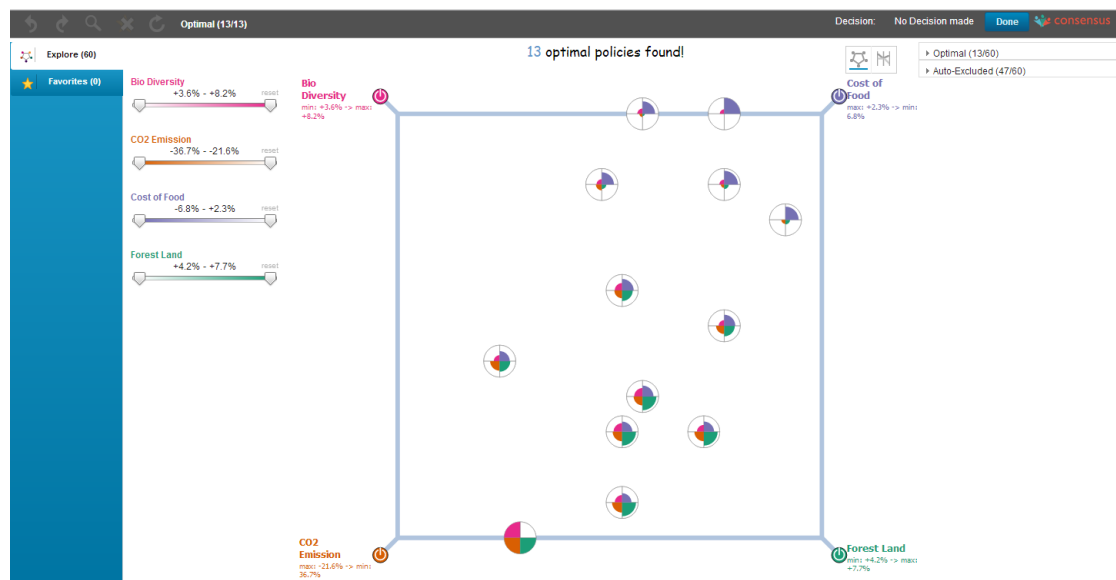 Optimal (13/13)
Decision: No Decision made Done consensus
Explore (60)
Favorites (0)
13 optimal policies found!
Optimal (13/60)
Auto-Excluded (47/60)
Bio Diversity
+3.6% - +8.2% reset
CO2 Emission
-36.7% - -21.6% reset
Cost of Food
-6.8% - +2.3% reset
Forest Land
+4.2% - +7.7% reset
Bio
Diversity
min: +3.6% -> max:
+8.2%
Cost of
Food
max: +2.3% -> min:
6.8%
CO2
Emission
max: -21.6% -> min:
36.7%
Forest Land
min: +4.2% -> max:
+7.7%